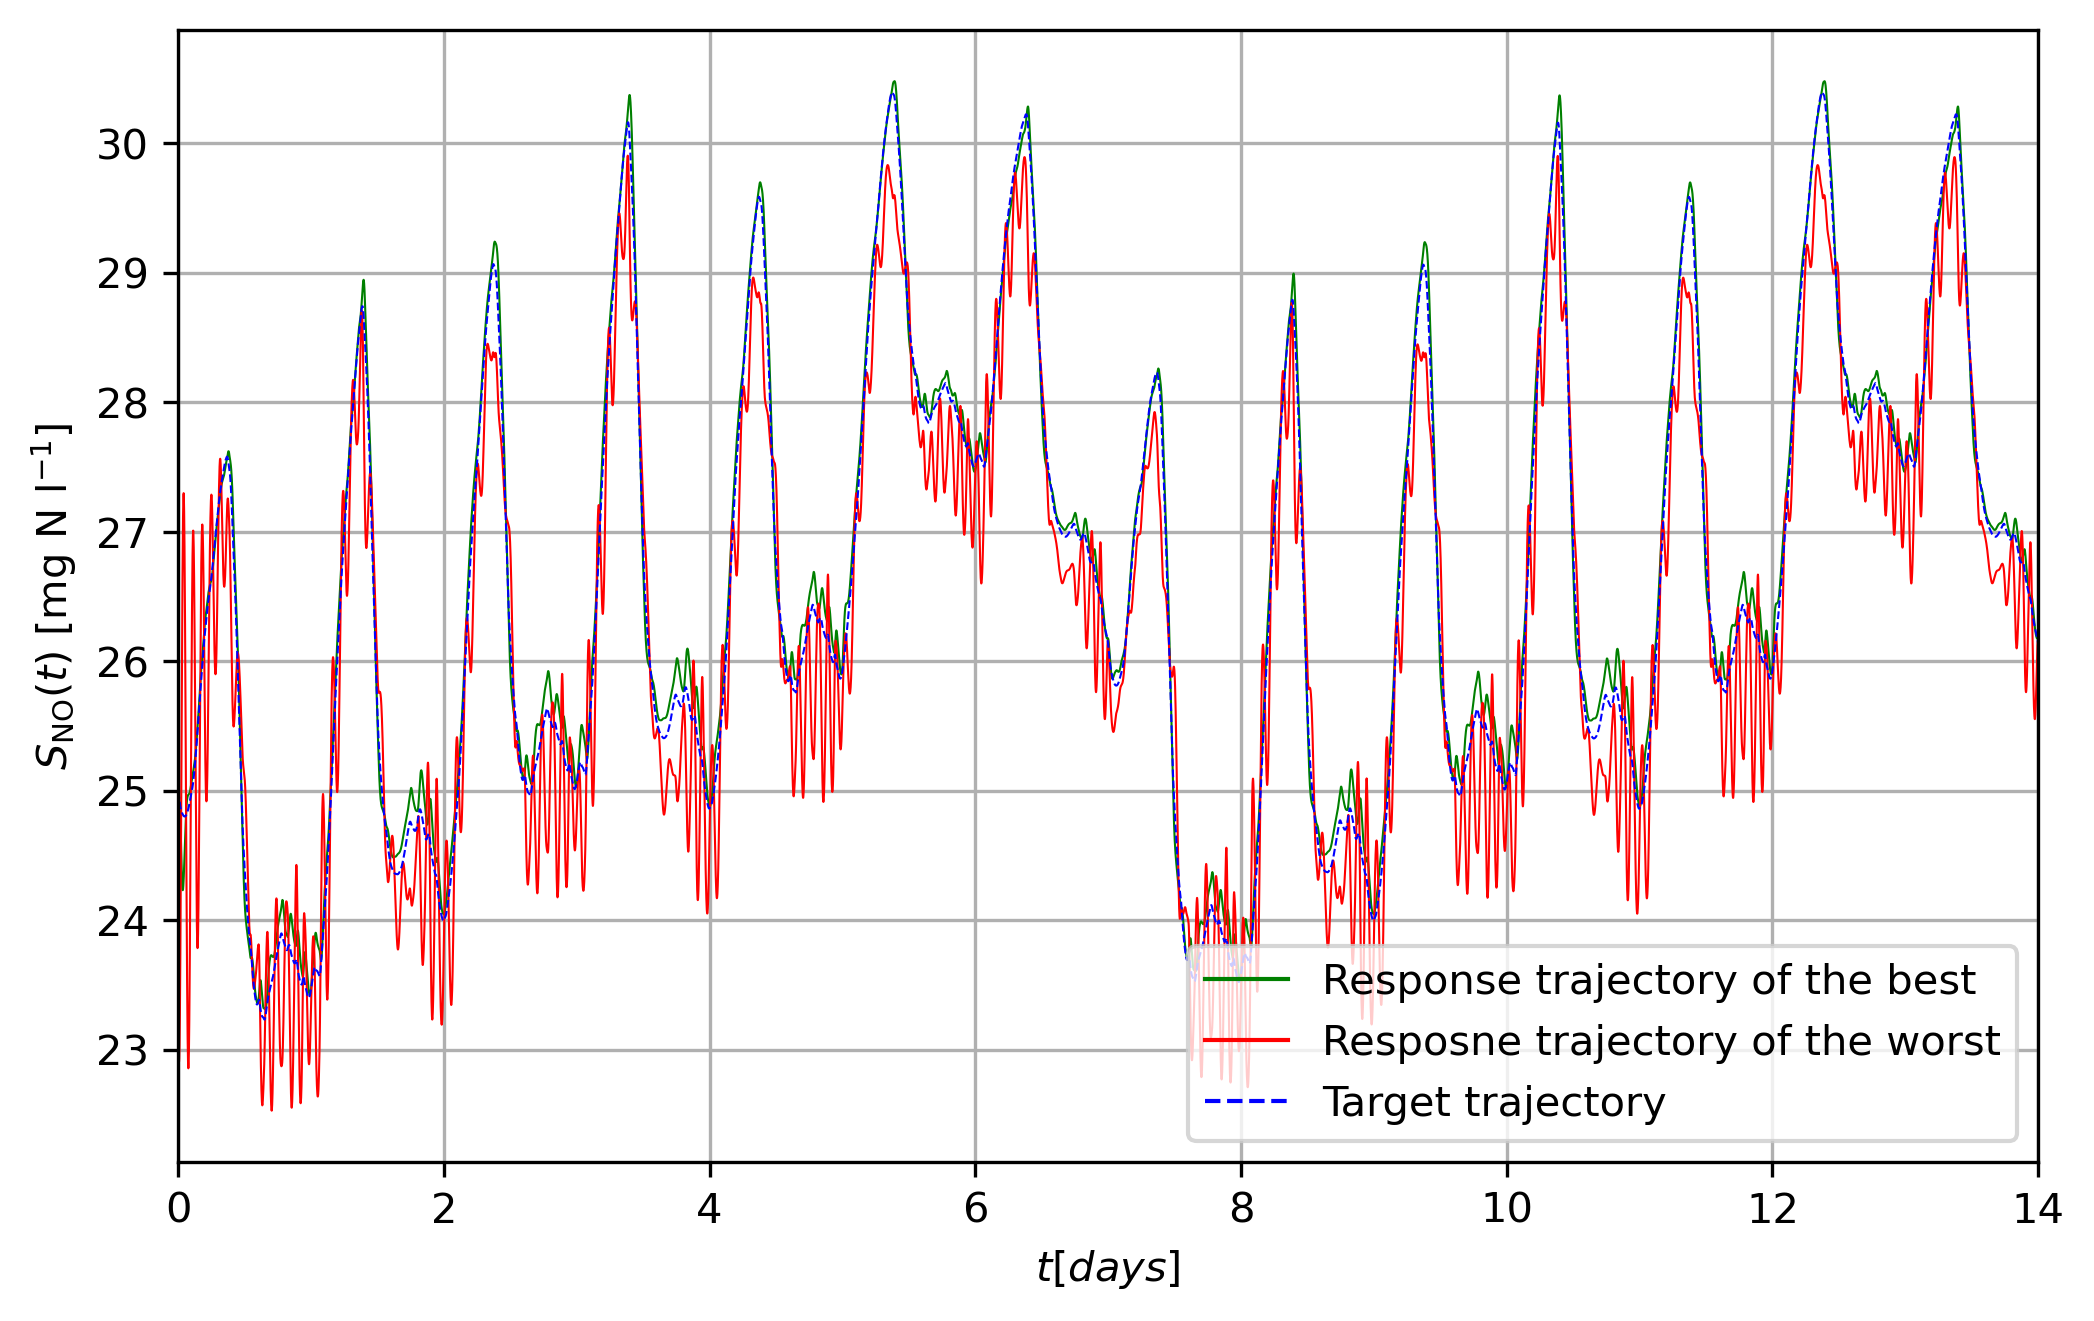 30
29
28
27
26
25
24
23
S_NO(t) [mg N l⁻¹]
Response trajectory of the best
Resposne trajectory of the worst
Target trajectory
0 2 4 6 8 10 12 14
t[days]